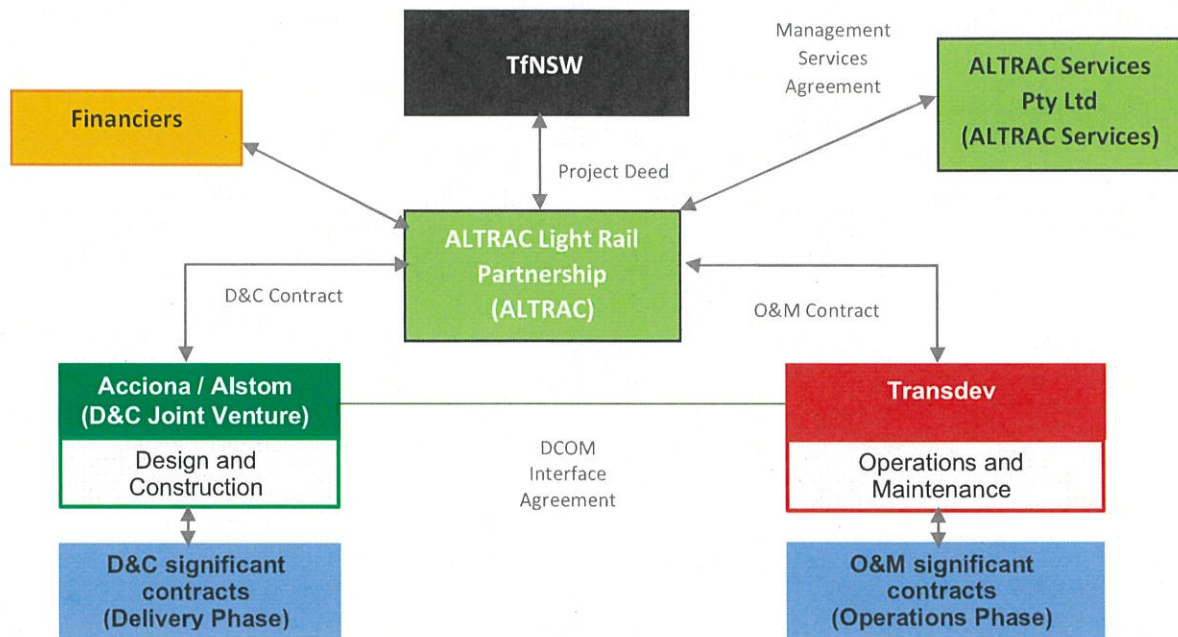 TfNSW
Management
Services
Agreement
ALTRAC Services
Pty Ltd
(ALTRAC Services)
Financiers
Project Deed
ALTRAC Light Rail
Partnership
(ALTRAC)
D&C Contract
O&M Contract
Acciona / Alstom
(D&C Joint Venture)
Design and
Construction
DCOM
Interface
Agreement
Transdev
Operations and
Maintenance
D&C significant
contracts
(Delivery Phase)
O&M significant
contracts
(Operations Phase)